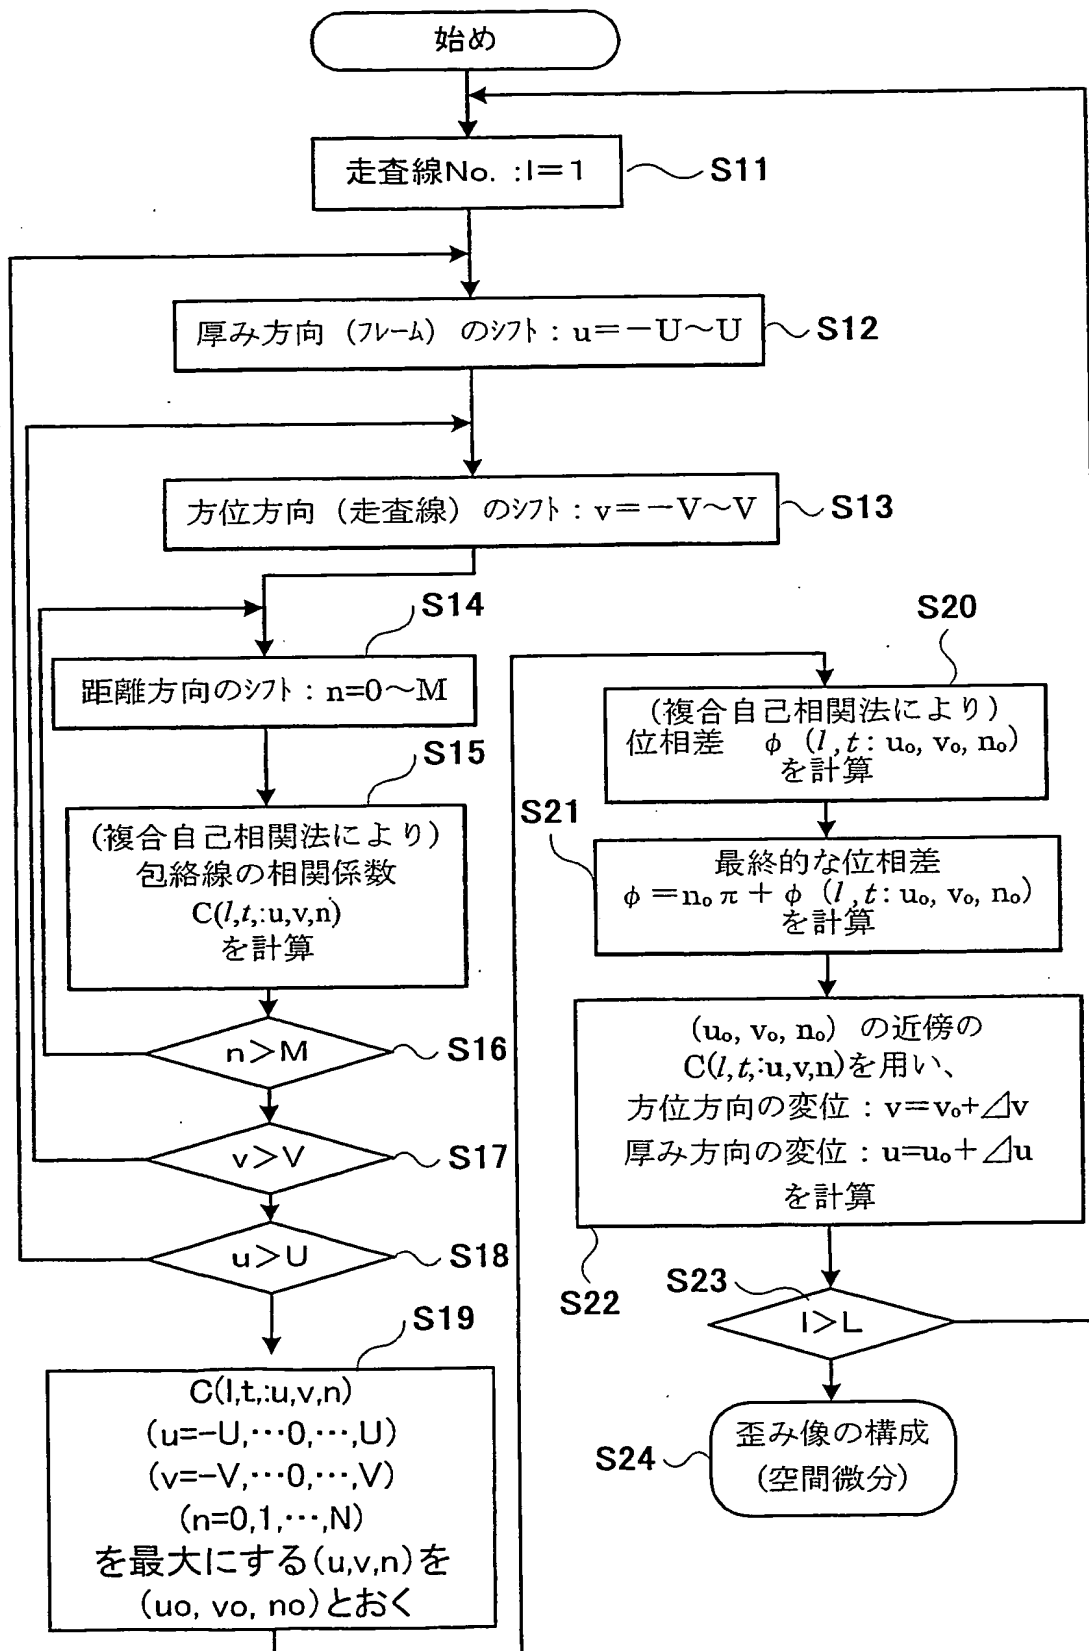 始め
走査線No. :l=1
S11
厚み方向 (フレーム) のシフト : u=-U~U
S12
方位方向 (走査線) のシフト : v=-V~V
S13
S14
距離方向のシフト : n=0~M
S15
(複合自己相関法により)
包絡線の相関係数
C(l,t,:u,v,n)
を計算
n>M
S16
v>V
S17
u>U
S18
S19
C(l,t,:u,v,n)
(u=-U,…0,…,U)
(v=-V,…0,…,V)
(n=0,1,…,N)
を最大にする(u,v,n)を
(uo, vo, no)とおく
S20
(複合自己相関法により)
位相差 φ (l,t : uo, vo, no)
を計算
S21
最終的な位相差
φ=noπ+φ (l,t : uo, vo, no)
を計算
(uo, vo, no) の近傍の
C(l,t,:u,v,n)を用い、
方位方向の変位 : v=vo+⊿v
厚み方向の変位 : u=uo+⊿u
を計算
S22
S23
l>L
S24
歪み像の構成
(空間微分)